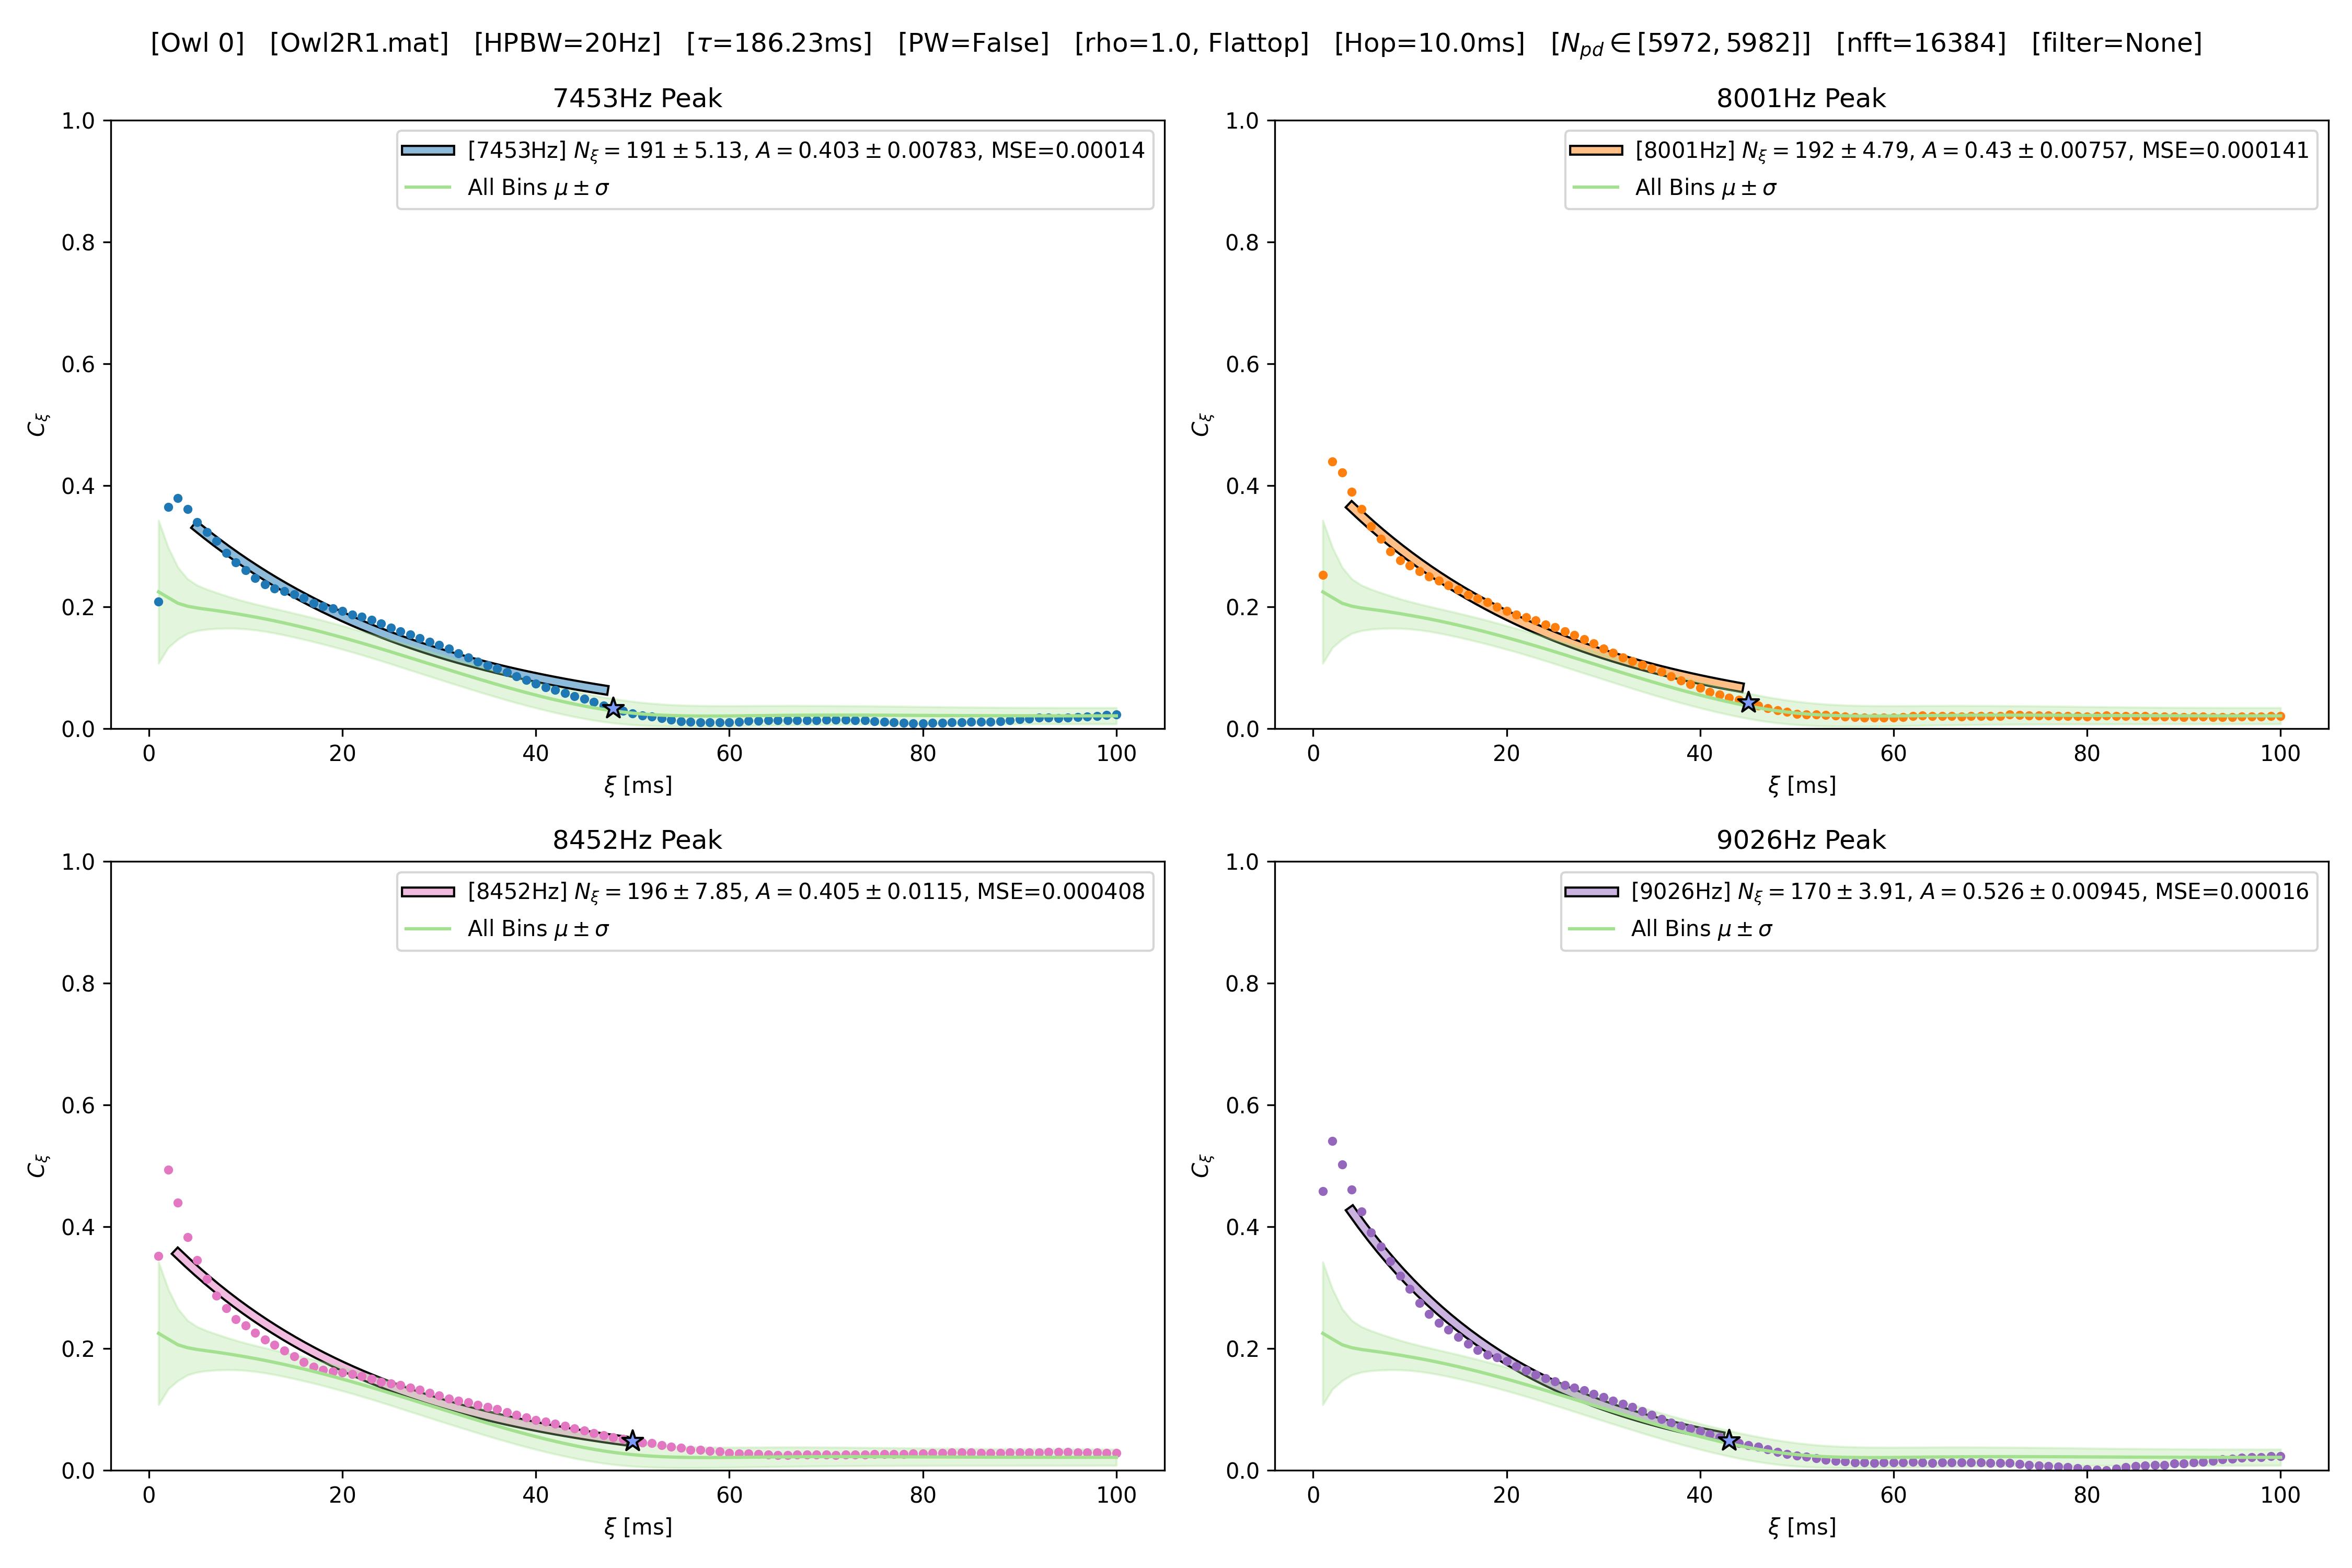 [Owl 0] [Owl2R1.mat] [HPBW=20Hz] [τ=186.23ms] [PW=False] [rho=1.0, Flattop] [Hop=10.0ms] [N_pd ∈ [5972, 5982]] [nfft=16384] [filter=None]
7453Hz Peak
[7453Hz] N_ξ = 191 ± 5.13, A = 0.403 ± 0.00783, MSE=0.00014
All Bins μ ± σ
1.0
0.8
0.6
0.4
0.2
0.0
C_ξ
0 20 40 60 80 100
ξ [ms]
8001Hz Peak
[8001Hz] N_ξ = 192 ± 4.79, A = 0.43 ± 0.00757, MSE=0.000141
All Bins μ ± σ
1.0
0.8
0.6
0.4
0.2
0.0
C_ξ
0 20 40 60 80 100
ξ [ms]
8452Hz Peak
[8452Hz] N_ξ = 196 ± 7.85, A = 0.405 ± 0.0115, MSE=0.000408
All Bins μ ± σ
1.0
0.8
0.6
0.4
0.2
0.0
C_ξ
0 20 40 60 80 100
ξ [ms]
9026Hz Peak
[9026Hz] N_ξ = 170 ± 3.91, A = 0.526 ± 0.00945, MSE=0.00016
All Bins μ ± σ
1.0
0.8
0.6
0.4
0.2
0.0
C_ξ
0 20 40 60 80 100
ξ [ms]